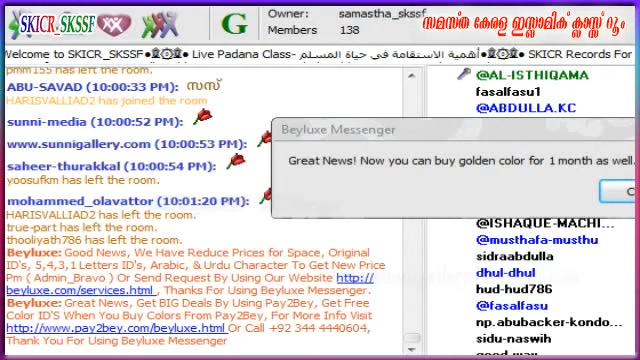 SKICR_SKSSF
G
Owner: samastha_skssf
Members 138
സമസ്ത കേരള ഇസ്ലാമിക് ക്ലാസ്സ് റൂം
Welcome to SKICR_SKSSF
Live Padana Class- أهمية الاستقامة في حياة المسلم
SKICR Records For
pmm155 has left the room.
ABU-SAVAD (10:00:33 PM): സസ്
HARISVALLIAD2 has joined the room
sunni-media (10:00:52 PM):
www.sunnigallery.com (10:00:53 PM):
saheer-thurakkal (10:00:54 PM):
yoosufkm has left the room.
mohammed_olavattor (10:01:20 PM):
HARISVALLIAD2 has left the room.
true-part has left the room.
thooliyath786 has left the room.
Beyluxe: Good News, We Have Reduce Prices for Space, Original
ID's, 5,4,3,1 Letters ID's, Arabic, & Urdu Character To Get New Price
Pm ( Admin_Bravo ) Or Send Request By Using Our Website http://
beyluxe.com/services.html , Thanks For Using Beyluxe Messenger.
Beyluxe: Great News, Get BIG Deals By Using Pay2Bey, Get Free
Color ID'S When You Buy Colors From Pay2Bey, For More Info Visit
http://www.pay2bey.com/beyluxe.html Or Call +92 344 4440604,
Thank You For Using Beyluxe Messenger
@AL-ISTHIQAMA
fasalfasu1
@ABDULLA.KC
Beyluxe Messenger
Great News! Now you can buy golden color for 1 month as well.
@ISHAQUE-MACHI...
@musthafa-musthu
sidraabdulla
dhul-dhul
hud-hud786
@fasalfasu
np.abubacker-kondo...
sidu-naswih